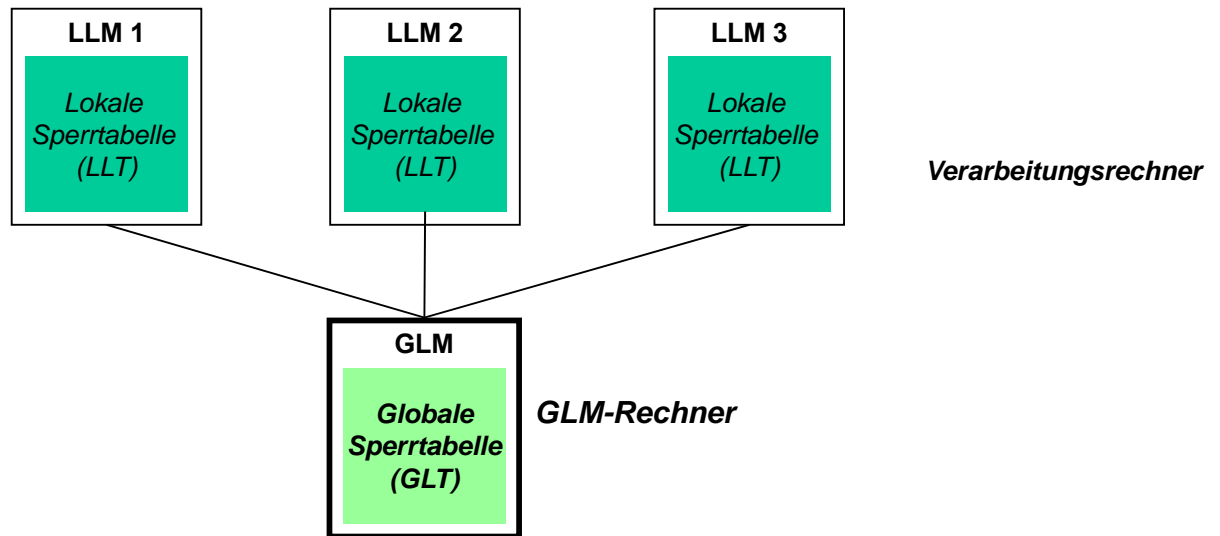 LLM 1
Lokale
Sperrtabelle
(LLT)
LLM 2
Lokale
Sperrtabelle
(LLT)
LLM 3
Lokale
Sperrtabelle
(LLT)
Verarbeitungsrechner
GLM
Globale
Sperrtabelle
(GLT)
GLM-Rechner